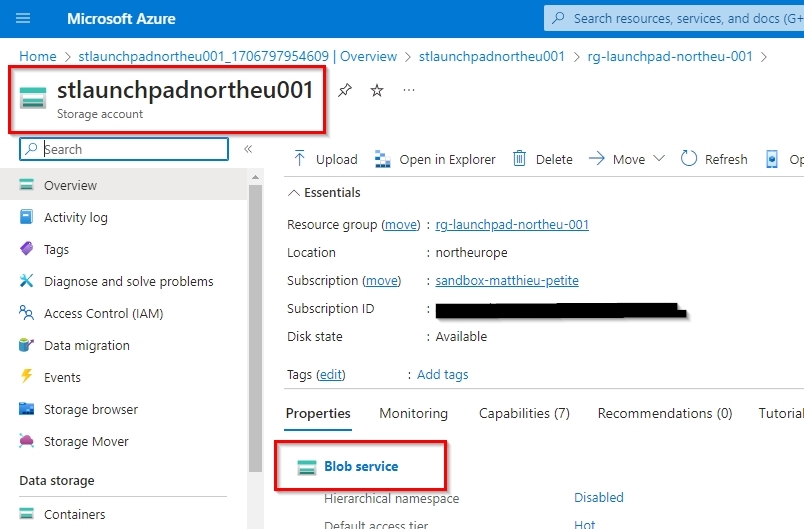 Microsoft Azure
Search resources, services, and docs (G+
Home > stlaunchpadnortheu001_1706797954609 | Overview > stlaunchpadnortheu001 > rg-launchpad-northeu-001 >
stlaunchpadnortheu001
Storage account
Search
Upload Open in Explorer Delete Move Refresh Op
Overview
Activity log
Tags
Diagnose and solve problems
Access Control (IAM)
Data migration
Events
Storage browser
Storage Mover
Data storage
Containers
Essentials
Resource group (move) : rg-launchpad-northeu-001
Location : northeurope
Subscription (move) : sandbox-matthieu-petite
Subscription ID :
Disk state : Available
Tags (edit) : Add tags
Properties Monitoring Capabilities (7) Recommendations (0) Tutorial
Blob service
Hierarchical namespace Disabled
Default access tier Hot